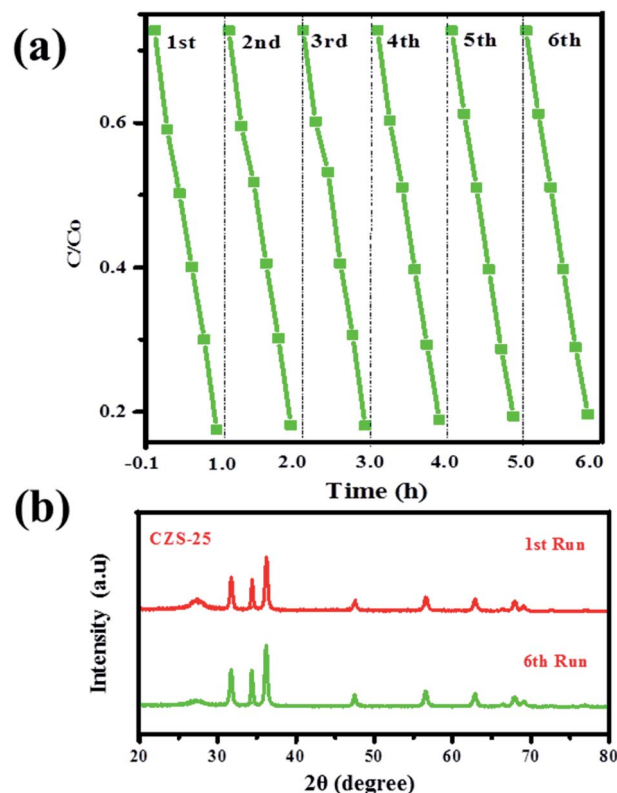 (a)
1st 2nd 3rd 4th 5th 6th
0.6
0.4
0.2
C/Co
-0.1 1.0 2.0 3.0 4.0 5.0 6.0
Time (h)
(b)
CZS-25
1st Run
6th Run
Intensity (a.u)
20 30 40 50 60 70 80
2θ (degree)